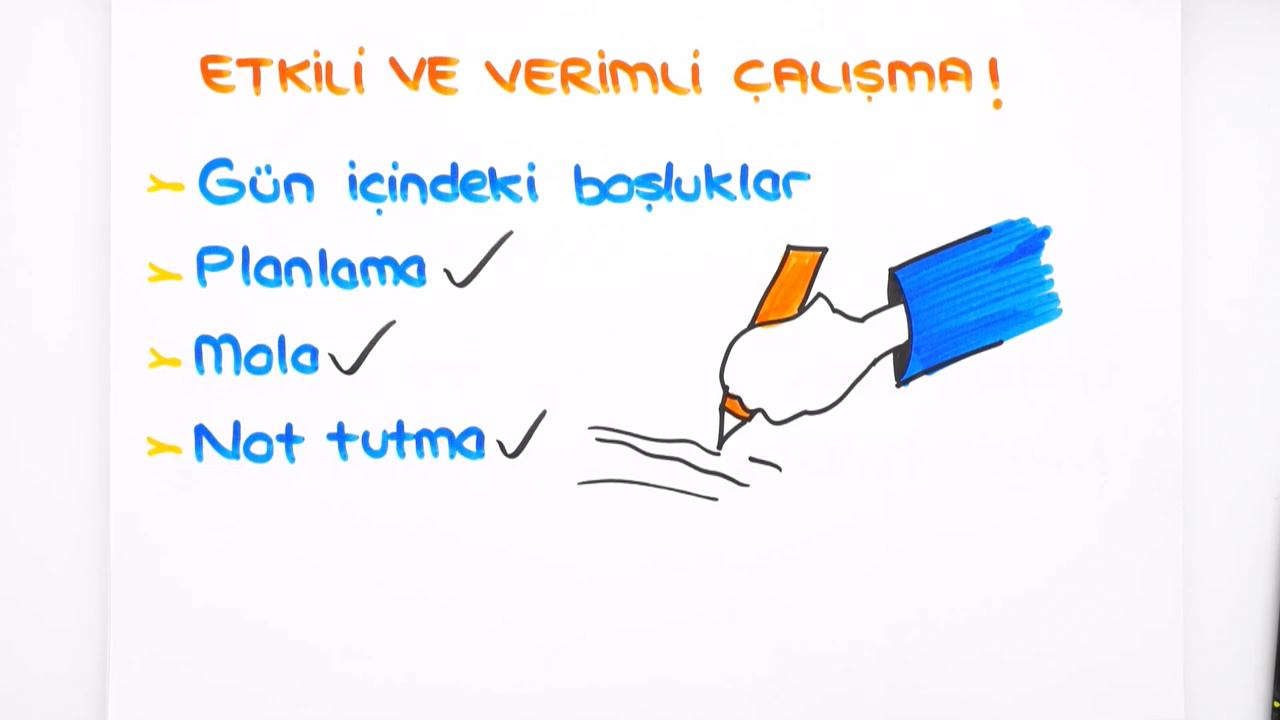 ETKİLİ VE VERİMLİ ÇALIŞMA!
Gün içindeki boşluklar
Planlama
Mola
Not tutma